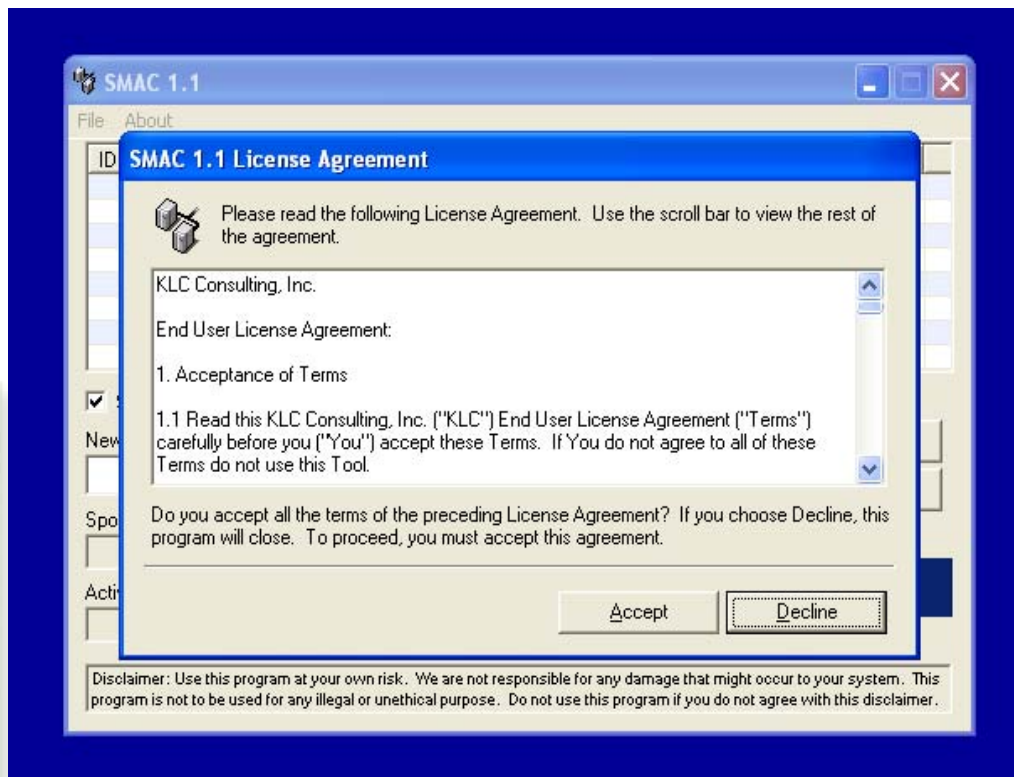 SMAC 1.1
File About
ID
SMAC 1.1 License Agreement
Please read the following License Agreement. Use the scroll bar to view the rest of
the agreement.
KLC Consulting, Inc.
End User License Agreement:
1. Acceptance of Terms
1.1 Read this KLC Consulting, Inc. ("KLC") End User License Agreement ("Terms")
carefully before you ("You") accept these Terms. If You do not agree to all of these
Terms do not use this Tool.
New
Spo
Do you accept all the terms of the preceding License Agreement? If you choose Decline, this
program will close. To proceed, you must accept this agreement.
Acti
Accept Decline
Disclaimer: Use this program at your own risk. We are not responsible for any damage that might occur to your system. This
program is not to be used for any illegal or unethical purpose. Do not use this program if you do not agree with this disclaimer.